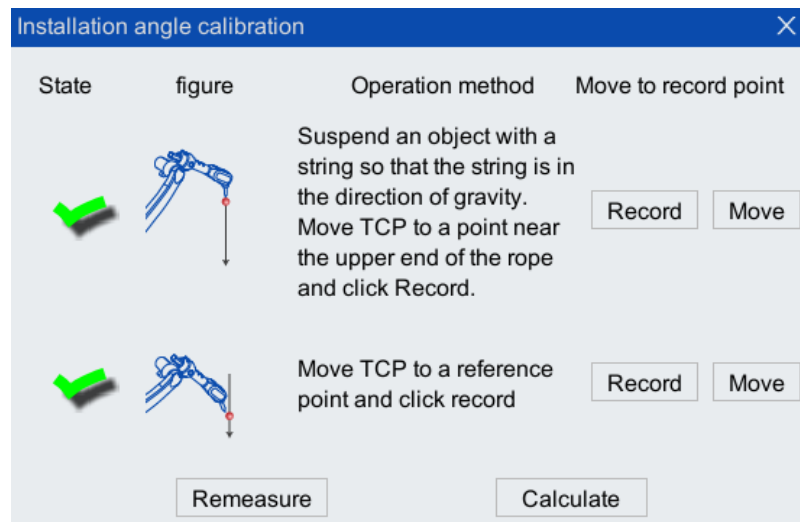 Installation angle calibration
State figure Operation method Move to record point
Suspend an object with a
string so that the string is in
the direction of gravity.
Move TCP to a point near
the upper end of the rope
and click Record.
Record Move
Move TCP to a reference
point and click record
Record Move
Remeasure Calculate